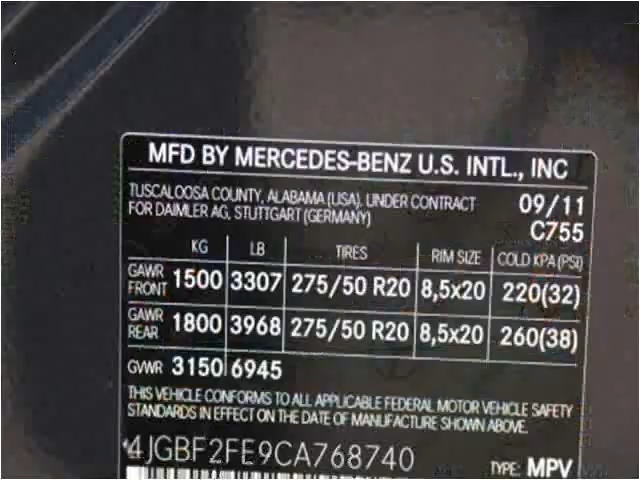 MFD BY MERCEDES-BENZ U.S. INTL., INC
TUSCALOOSA COUNTY, ALABAMA (USA), UNDER CONTRACT 09/11
FOR DAIMLER AG, STUTTGART (GERMANY) C755
KG LB TIRES RIM SIZE COLD KPA (PSI)
GAWR FRONT 1500 3307 275/50 R20 8,5x20 220(32)
GAWR REAR 1800 3968 275/50 R20 8,5x20 260(38)
GVWR 3150 6945
THIS VEHICLE CONFORMS TO ALL APPLICABLE FEDERAL MOTOR VEHICLE SAFETY
STANDARDS IN EFFECT ON THE DATE OF MANUFACTURE SHOWN ABOVE.
*4JGBF2FE9CA768740 TYPE: MPV